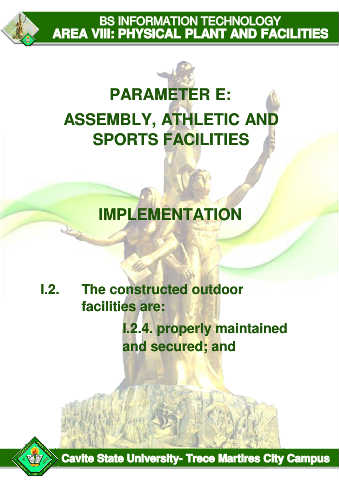 BS INFORMATION TECHNOLOGY
AREA VIII: PHYSICAL PLANT AND FACILITIES
PARAMETER E:
ASSEMBLY, ATHLETIC AND
SPORTS FACILITIES
IMPLEMENTATION
I.2. The constructed outdoor
facilities are:
I.2.4. properly maintained
and secured; and
Cavite State University- Trece Martires City Campus